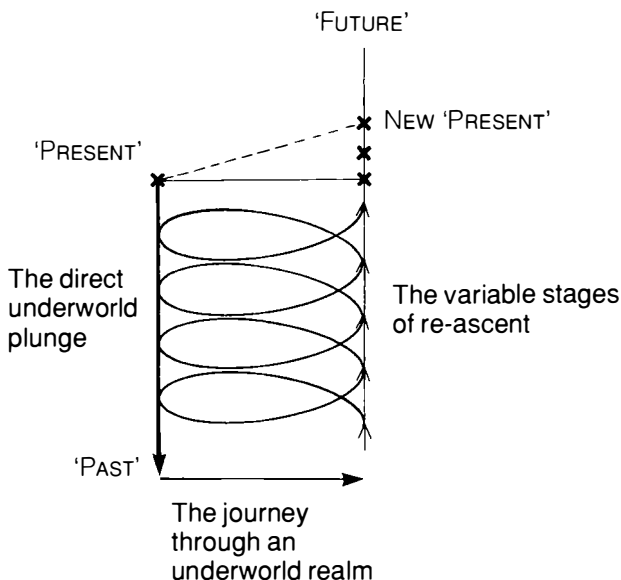 ‘FUTURE’
NEW ‘PRESENT’
‘PRESENT’
The direct
underworld
plunge
The variable stages
of re-ascent
‘PAST’
The journey
through an
underworld realm